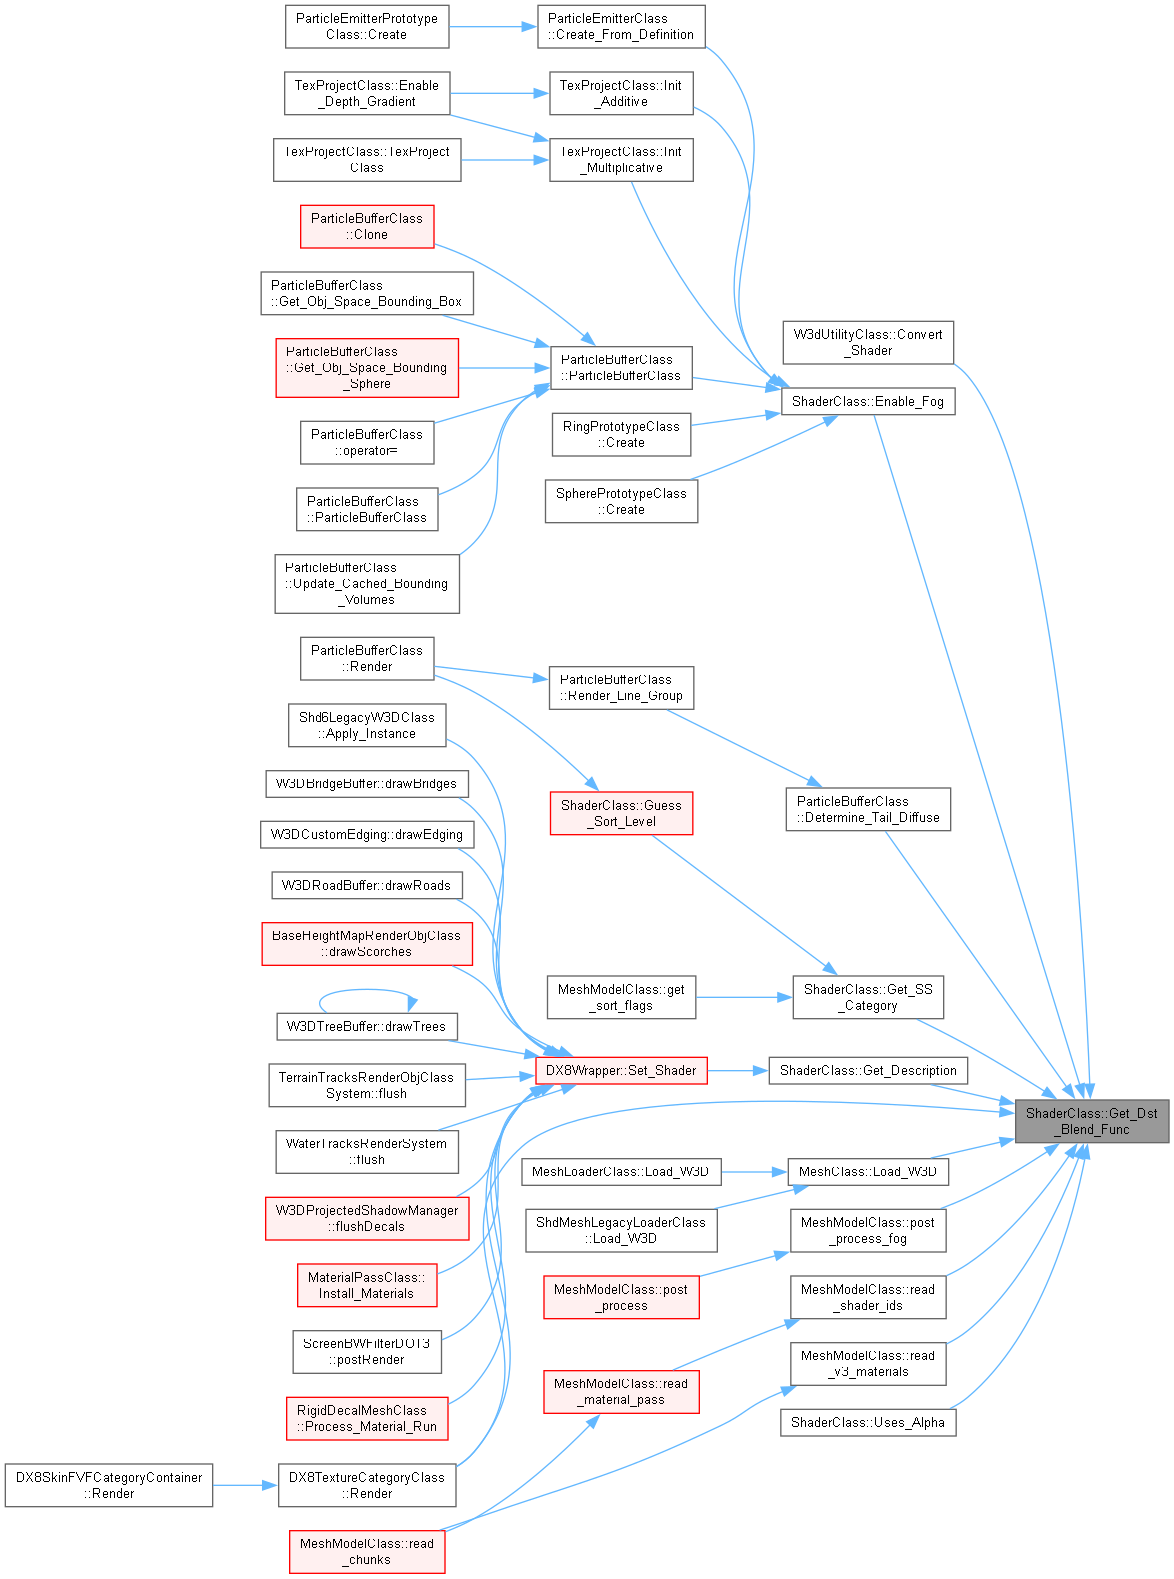 ParticleEmitterPrototype
Class::Create
ParticleEmitterClass
::Create_From_Definition
TexProjectClass::Enable
_Depth_Gradient
TexProjectClass::Init
_Additive
TexProjectClass::TexProject
Class
TexProjectClass::Init
_Multiplicative
ParticleBufferClass
::Clone
ParticleBufferClass
::Get_Obj_Space_Bounding_Box
ParticleBufferClass
::Get_Obj_Space_Bounding
_Sphere
ParticleBufferClass
::ParticleBufferClass
W3dUtilityClass::Convert
_Shader
ShaderClass::Enable_Fog
ParticleBufferClass
::operator=
RingPrototypeClass
::Create
ParticleBufferClass
::ParticleBufferClass
SpherePrototypeClass
::Create
ParticleBufferClass
::Update_Cached_Bounding
_Volumes
ParticleBufferClass
::Render
ParticleBufferClass
::Render_Line_Group
Shd6LegacyW3DClass
::Apply_Instance
W3DBridgeBuffer::drawBridges
ShaderClass::Guess
_Sort_Level
ParticleBufferClass
::Determine_Tail_Diffuse
W3DCustomEdging::drawEdging
W3DRoadBuffer::drawRoads
BaseHeightMapRenderObjClass
::drawScorches
MeshModelClass::get
_sort_flags
ShaderClass::Get_SS
_Category
W3DTreeBuffer::drawTrees
DX8Wrapper::Set_Shader
ShaderClass::Get_Description
TerrainTracksRenderObjClass
System::flush
ShaderClass::Get_Dst
_Blend_Func
WaterTracksRenderSystem
::flush
MeshLoaderClass::Load_W3D
MeshClass::Load_W3D
W3DProjectedShadowManager
::flushDecals
ShdMeshLegacyLoaderClass
::Load_W3D
MeshModelClass::post
_process_fog
MaterialPassClass::
Install_Materials
MeshModelClass::post
_process
MeshModelClass::read
_shader_ids
ScreenBWFilterDOT3
::postRender
MeshModelClass::read
_v3_materials
RigidDecalMeshClass
::Process_Material_Run
MeshModelClass::read
_material_pass
ShaderClass::Uses_Alpha
DX8SkinFVFCategoryContainer
::Render
DX8TextureCategoryClass
::Render
MeshModelClass::read
_chunks